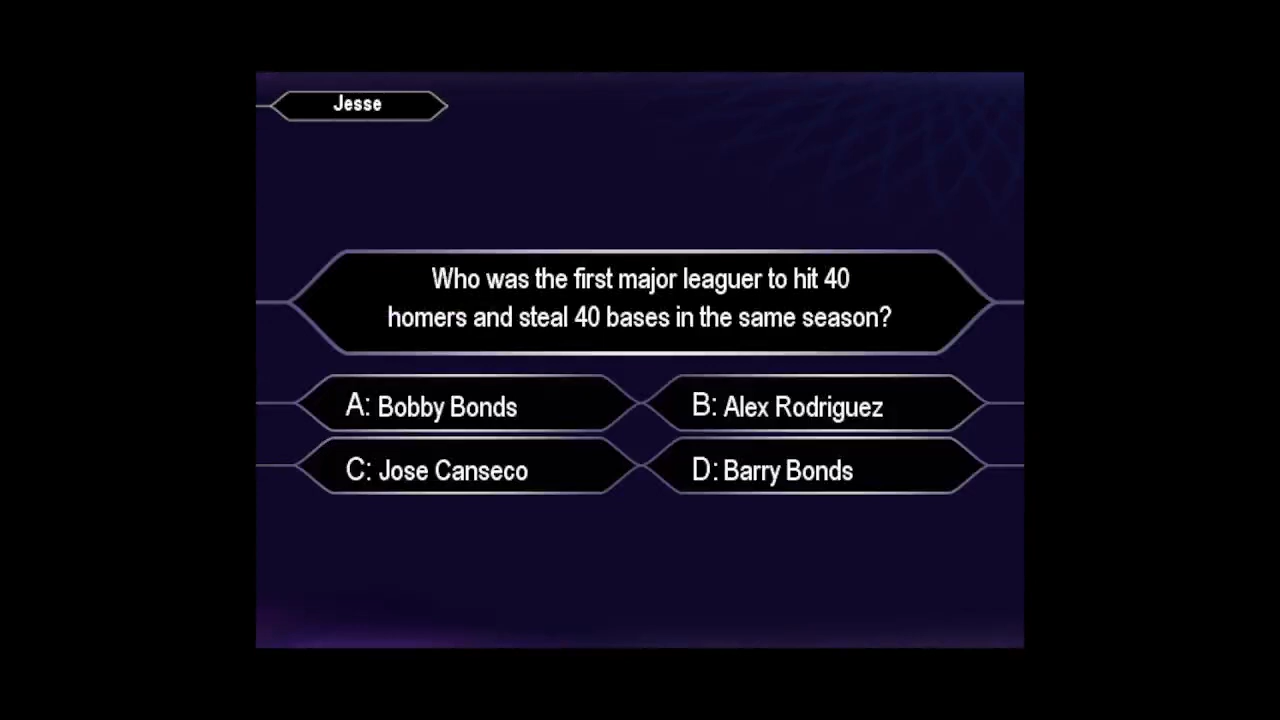 Jesse
Who was the first major leaguer to hit 40
homers and steal 40 bases in the same season?
A: Bobby Bonds
B: Alex Rodriguez
C: Jose Canseco
D: Barry Bonds